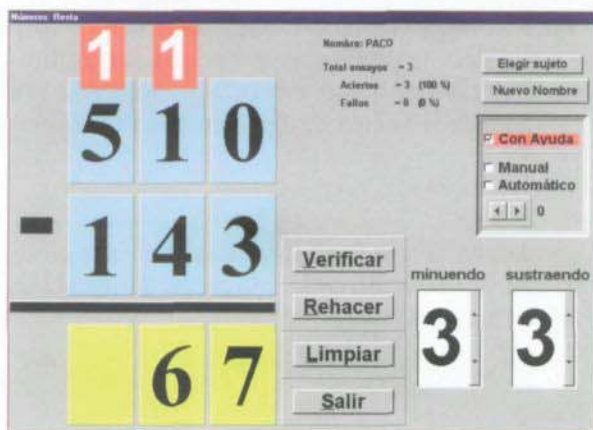 Números: Resta
1 1
5 1 0
- 1 4 3
6 7
Nombre: PACO
Total ensayos = 3
Aciertos = 3 (100 %)
Fallos = 0 (0 %)
Elegir sujeto
Nuevo Nombre
Con Ayuda
Manual
Automático
0
Verificar
Rehacer
Limpiar
Salir
minuendo sustraendo
3 3